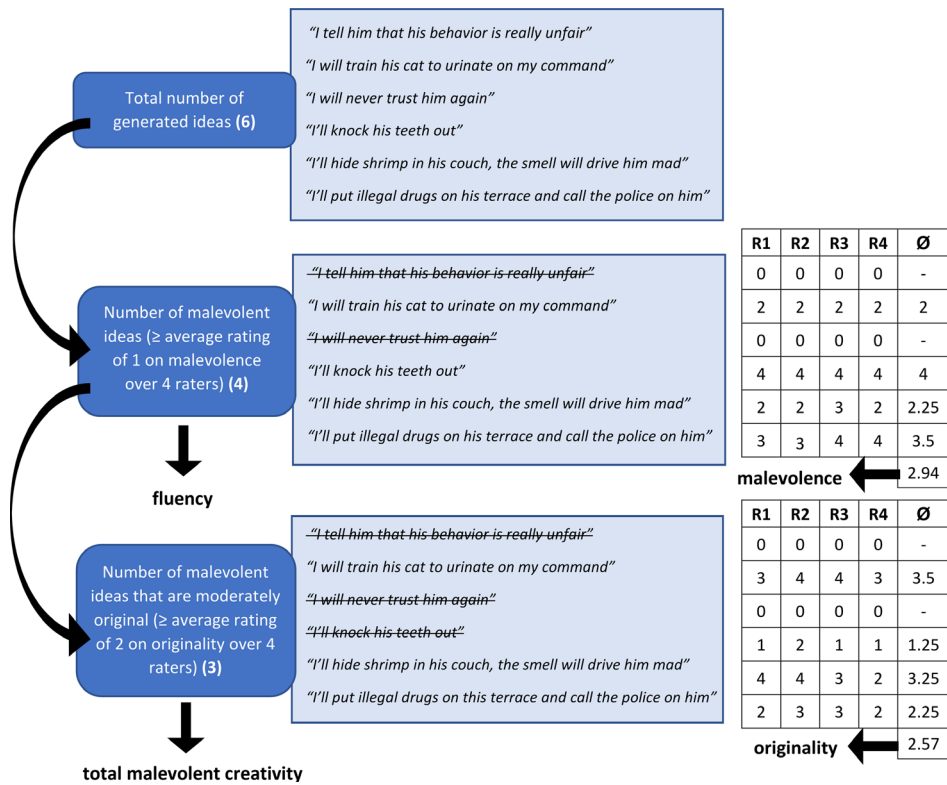 “I tell him that his behavior is really unfair”
“I will train his cat to urinate on my command”
Total number of
generated ideas (6)
“I will never trust him again”
“I’ll knock his teeth out”
“I’ll hide shrimp in his couch, the smell will drive him mad”
“I’ll put illegal drugs on his terrace and call the police on him”
Number of malevolent
ideas (≥ average rating
of 1 on malevolence
over 4 raters) (4)
“I tell him that his behavior is really unfair”
“I will train his cat to urinate on my command”
“I will never trust him again”
“I’ll knock his teeth out”
“I’ll hide shrimp in his couch, the smell will drive him mad”
“I’ll put illegal drugs on his terrace and call the police on him”
R1 R2 R3 R4 Ø
0 0 0 0 -
2 2 2 2 2
0 0 0 0 -
4 4 4 4 4
2 2 3 2 2.25
3 3 4 4 3.5
malevolence 2.94
fluency
Number of malevolent
ideas that are moderately
original (≥ average rating
of 2 on originality over 4
raters) (3)
“I tell him that his behavior is really unfair”
“I will train his cat to urinate on my command”
“I will never trust him again”
“I’ll knock his teeth out”
“I’ll hide shrimp in his couch, the smell will drive him mad”
“I’ll put illegal drugs on this terrace and call the police on him”
R1 R2 R3 R4 Ø
0 0 0 0 -
3 4 4 3 3.5
0 0 0 0 -
1 2 1 1 1.25
4 4 3 2 3.25
2 3 3 2 2.25
originality 2.57
total malevolent creativity